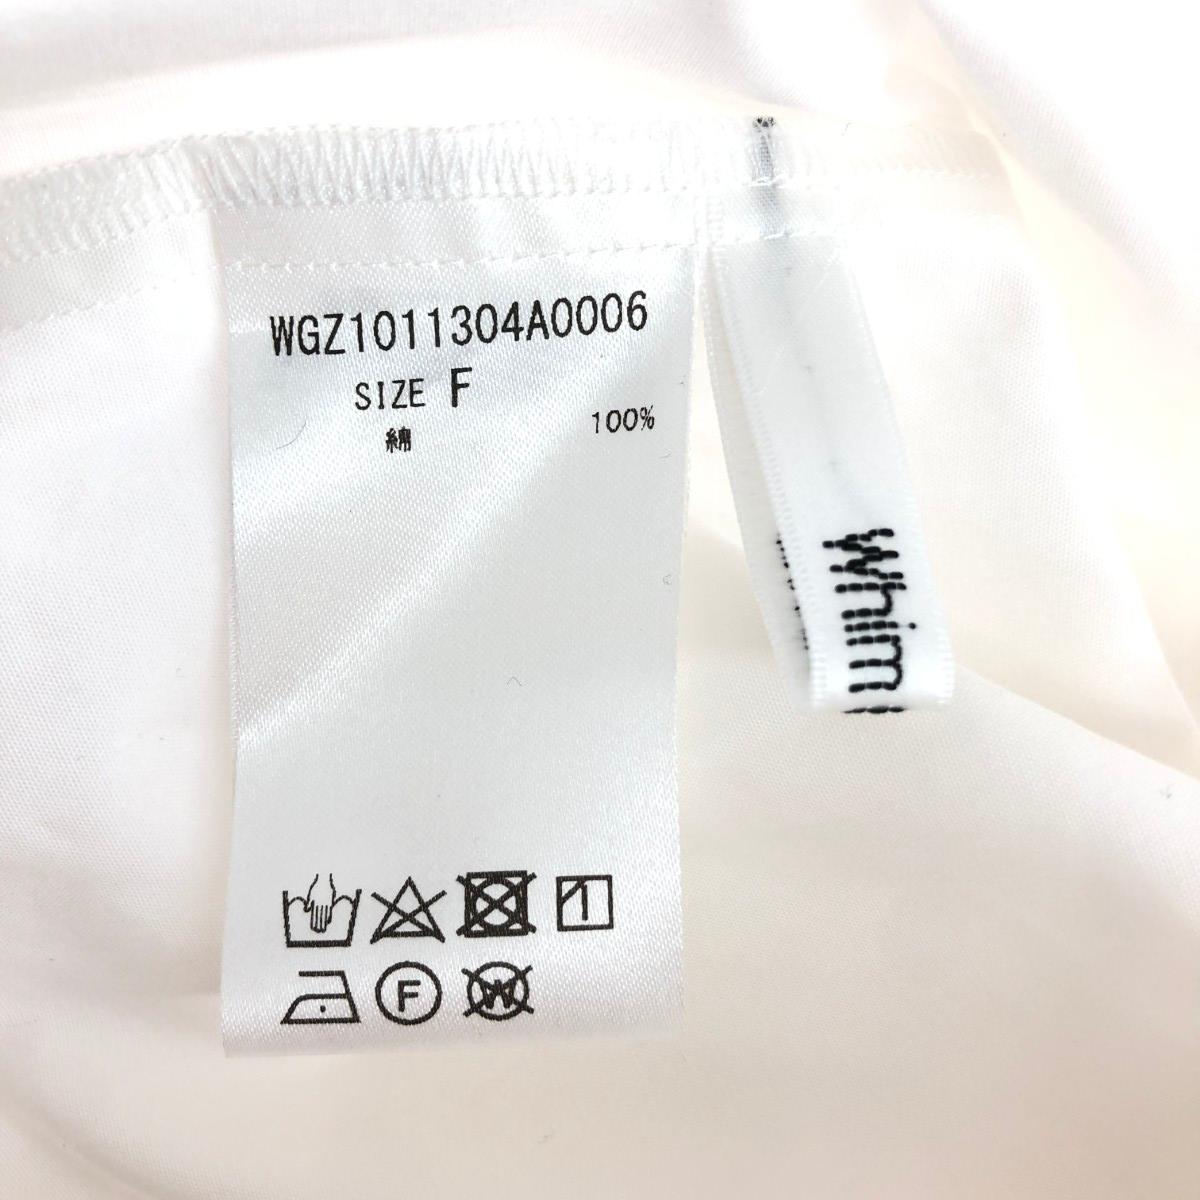 WGZ1011304A0006
SIZE F
綿 100%
F W
Whim